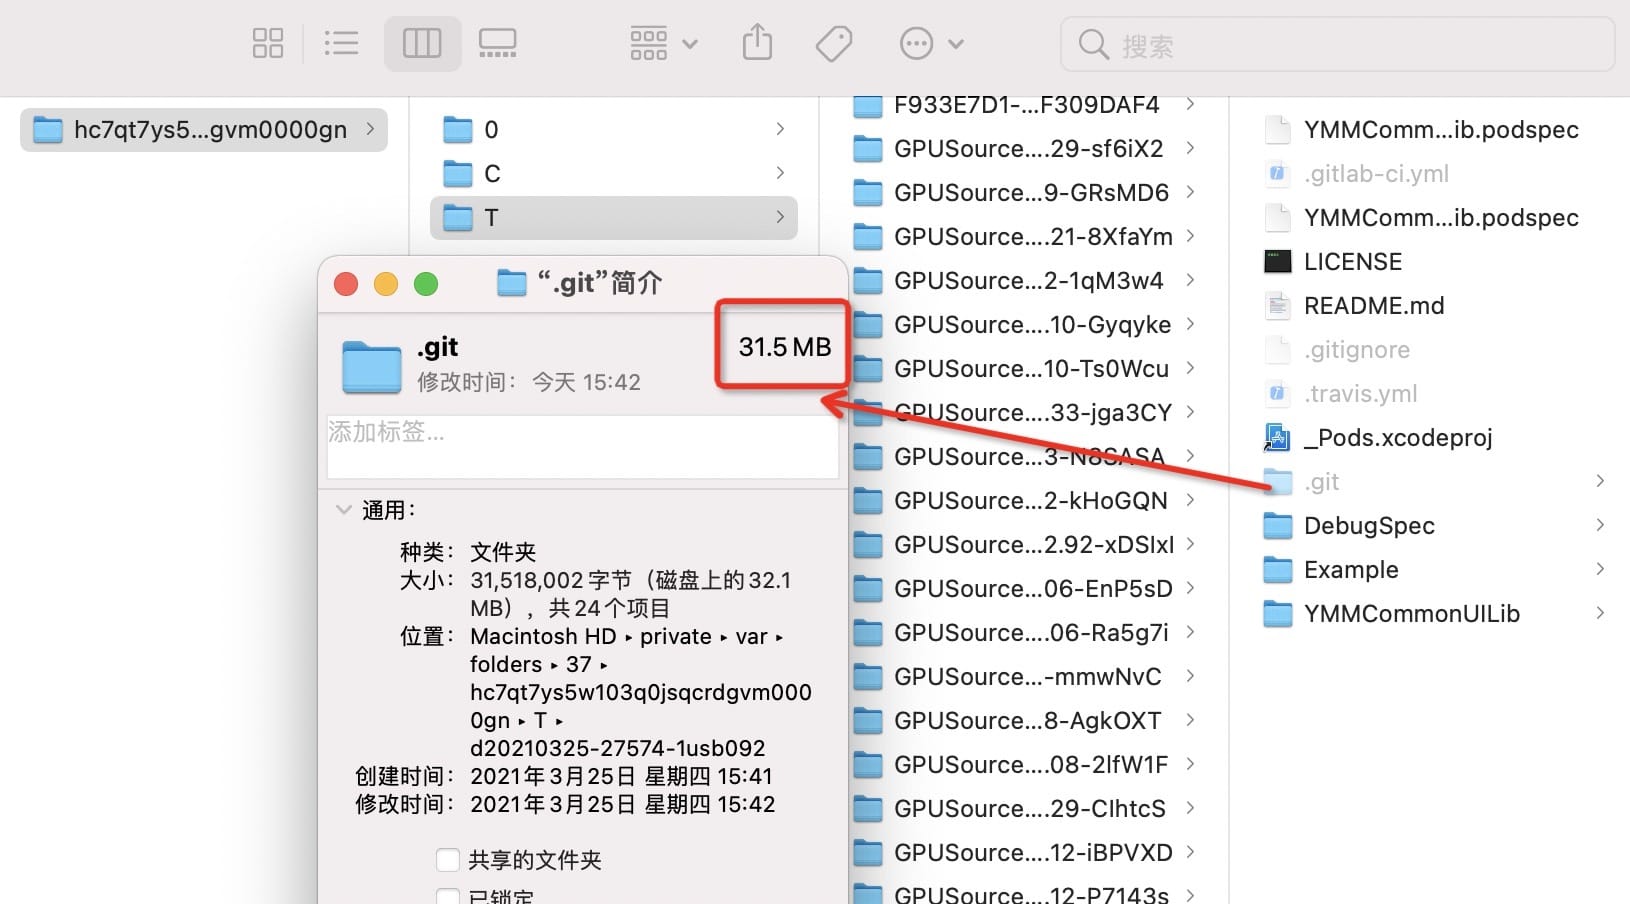 搜索
hc7qt7ys5...gvm0000gn
0
C
T
F933E7D1-...F309DAF4
GPUSource....29-sf6iX2
GPUSource...9-GRsMD6
GPUSource....21-8XfaYm
GPUSource...2-1qM3w4
GPUSource....10-Gyqyke
GPUSource...10-Ts0Wcu
GPUSource....33-jga3CY
GPUSource...3-N8SASA
GPUSource...2-kHoGQN
GPUSource...2.92-xDSlxl
GPUSource...06-EnP5sD
GPUSource....06-Ra5g7i
GPUSource...-mmwNvC
GPUSource...8-AgkOXT
GPUSource....08-2lfW1F
GPUSource....29-ClhtcS
GPUSource....12-iBPVXD
GPUSource....12-P7143s
YMMComm...ib.podspec
.gitlab-ci.yml
YMMComm...ib.podspec
LICENSE
README.md
.gitignore
.travis.yml
_Pods.xcodeproj
.git
DebugSpec
Example
YMMCommonUILib
“.git”简介
.git
31.5 MB
修改时间： 今天 15:42
添加标签...
通用：
种类： 文件夹
大小： 31,518,002 字节（磁盘上的32.1
MB），共24个项目
位置： Macintosh HD ▸ private ▸ var ▸
folders ▸ 37 ▸
hc7qt7ys5w103q0jsqcrdgvm000
0gn ▸ T ▸
d20210325-27574-1usb092
创建时间： 2021年3月25日 星期四 15:41
修改时间： 2021年3月25日 星期四 15:42
共享的文件夹
已锁定